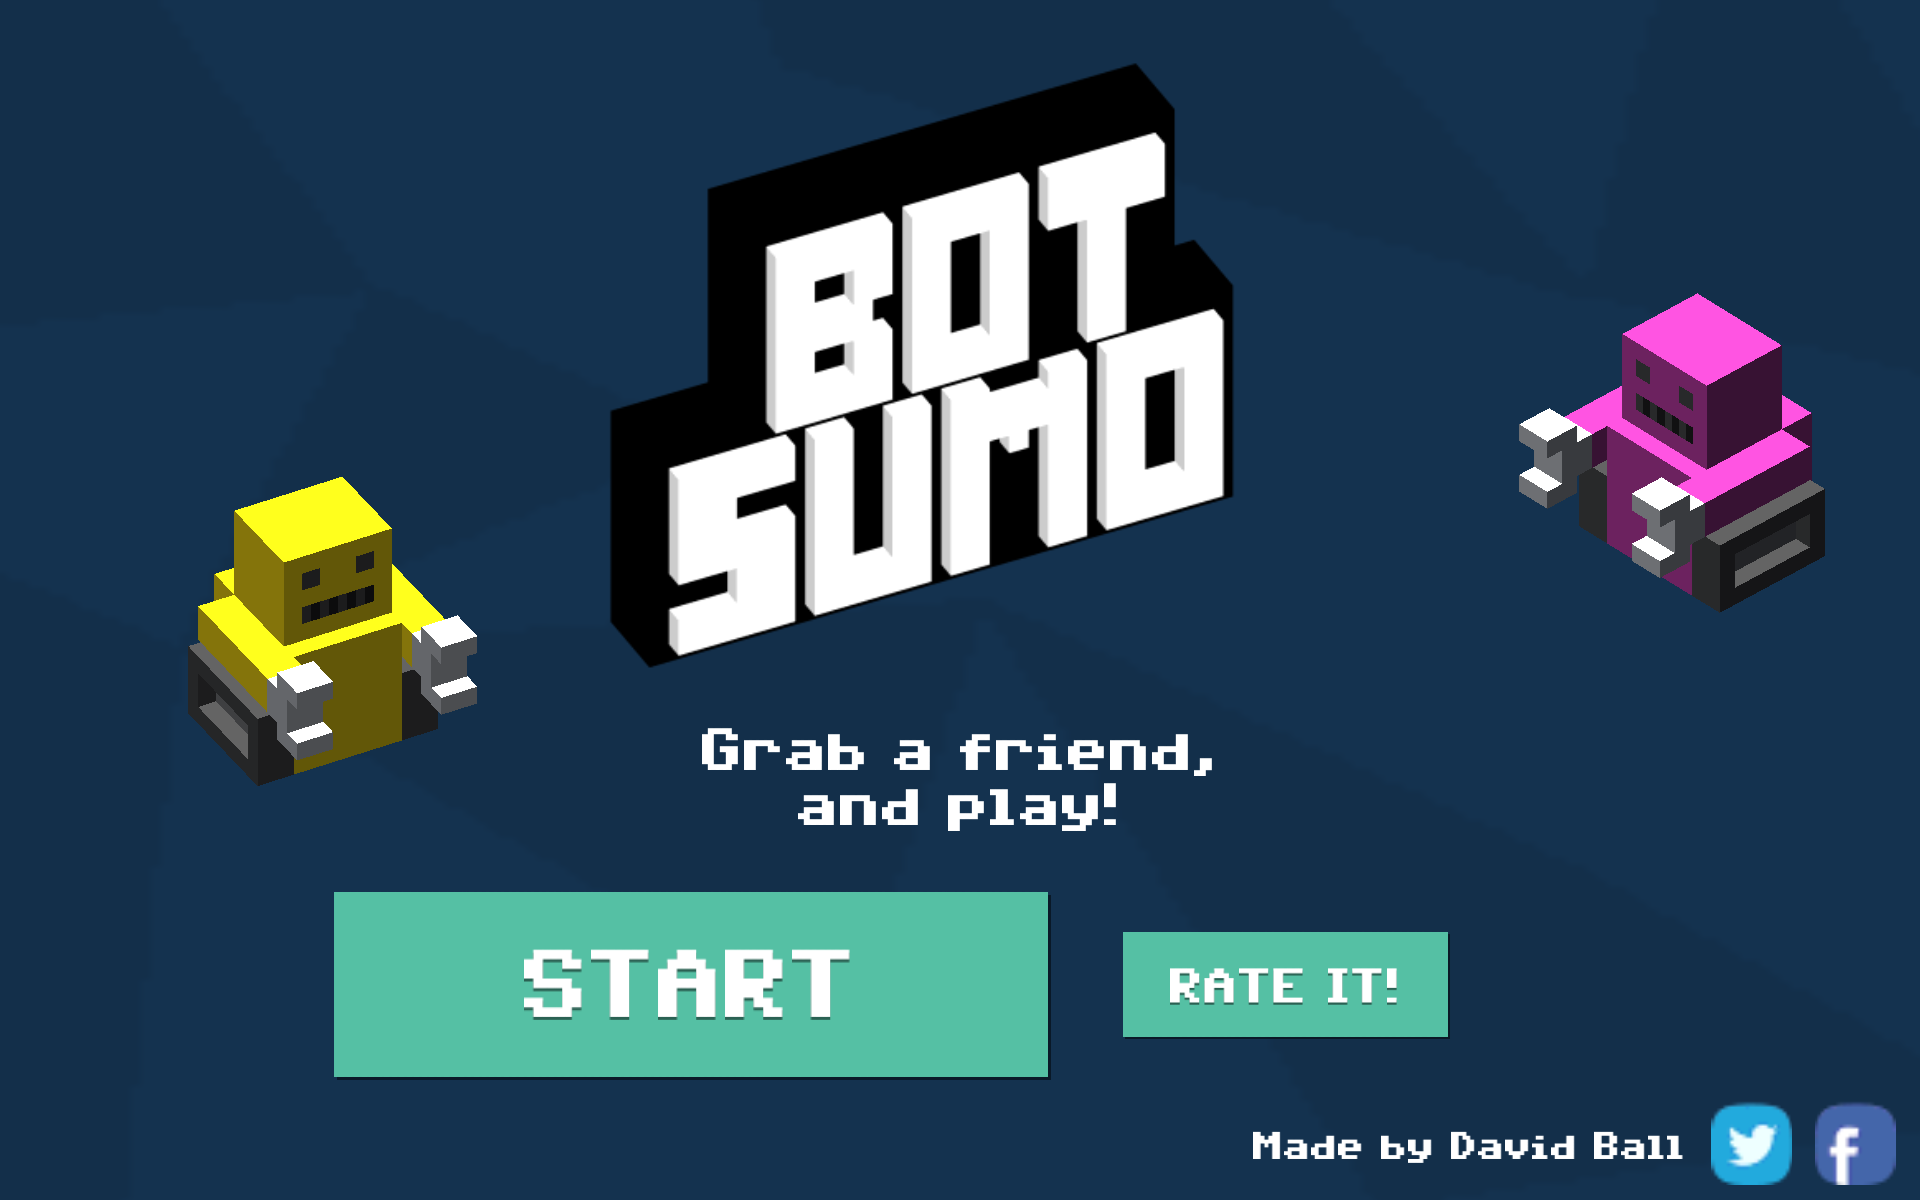 BOT
SUMO
Grab a friend,
and play!
START
RATE IT!
Made by David Ball